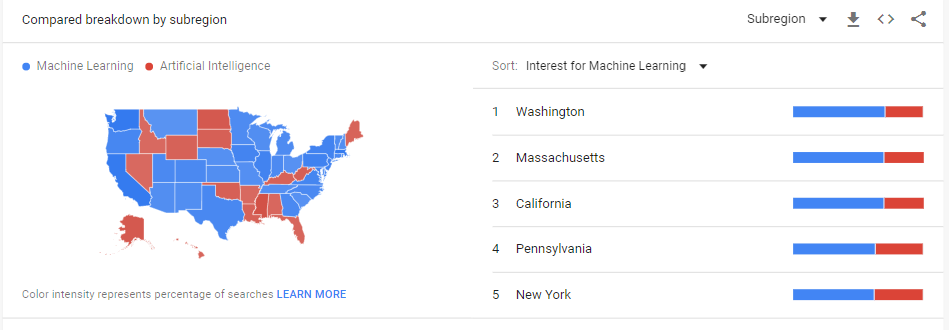 Compared breakdown by subregion
Subregion
Machine Learning Artificial Intelligence
Sort: Interest for Machine Learning
1 Washington
2 Massachusetts
3 California
4 Pennsylvania
5 New York
Color intensity represents percentage of searches LEARN MORE